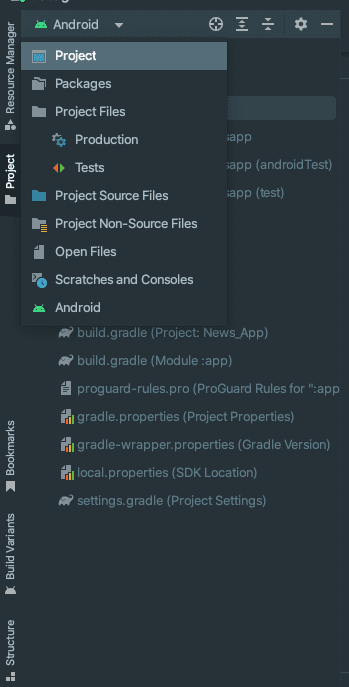 Android
Resource Manager
Project
Project
Packages
Project Files
Production
sapp
Tests
sapp (androidTest)
Project Source Files
sapp (test)
Project Non-Source Files
Open Files
Scratches and Consoles
Android
build.gradle (Project: News_App)
build.gradle (Module :app)
proguard-rules.pro (ProGuard Rules for ":app
gradle.properties (Project Properties)
gradle-wrapper.properties (Gradle Version)
local.properties (SDK Location)
settings.gradle (Project Settings)
Bookmarks
Build Variants
Structure